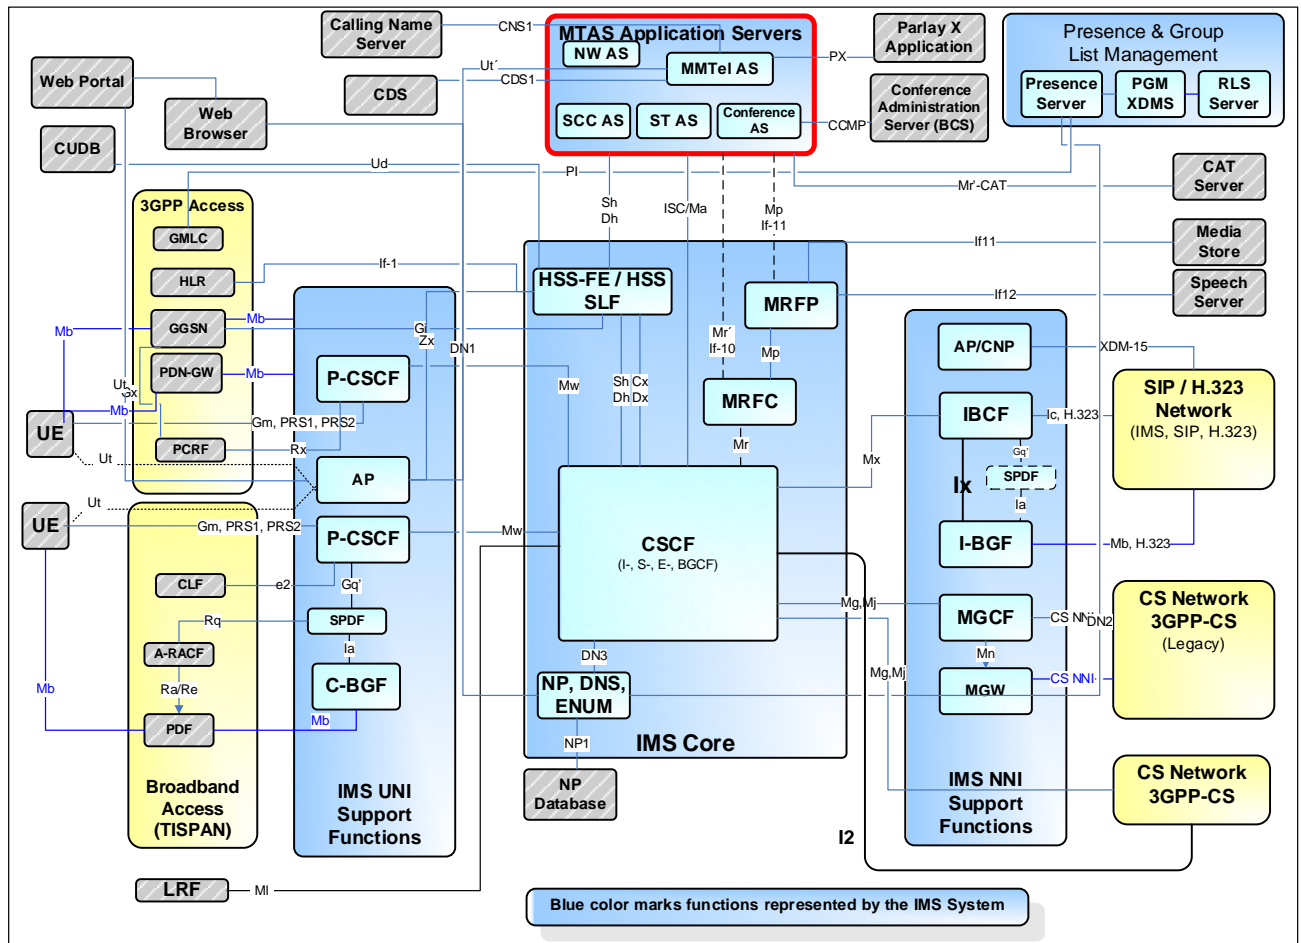 Calling Name
Server
CNS1
MTAS Application Servers
NW AS
MMTel AS
SCC AS
ST AS
Conference
AS
PX
Parlay X
Application
CCMP
Conference
Administration
Server (BCS)
Presence & Group
List Management
Presence
Server
PGM
XDMS
RLS
Server
Web Portal
Web
Browser
CDS
CDS1
Ut´
CUDB
Ud
PI
Mr'-CAT
CAT
Server
Sh
Dh
ISC/Ma
Mp
If-11
3GPP Access
GMLC
HLR
If-1
GGSN
PDN-GW
PCRF
Mb
Mb
Mb
Mb
Ut
Gx
Gi
Zx
DN1
UE
Gm, PRS1, PRS2
Rx
Ut
Ut
UE
Gm, PRS1, PRS2
Mb
P-CSCF
AP
P-CSCF
Gq'
SPDF
Ia
C-BGF
Mb
IMS UNI
Support
Functions
CLF
e2
A-RACF
Rq
Ra/Re
PDF
Broadband
Access
(TISPAN)
LRF
Ml
HSS-FE / HSS
SLF
MRFP
If11
Media
Store
If12
Speech
Server
Mr´
If-10
Mp
MRFC
Mr
Sh
Dh
Cx
Dx
Mw
Mw
CSCF
(I-, S-, E-, BGCF)
DN3
NP, DNS,
ENUM
IMS Core
NP1
NP
Database
Mx
Mg,Mj
Mg,Mj
I2
AP/CNP
XDM-15
IBCF
Ic, H.323
Gq'
SPDF
Ix
Ia
I-BGF
Mb, H.323
MGCF
CS NNI
DN2
Mn
MGW
CS NNI
IMS NNI
Support
Functions
SIP / H.323
Network
(IMS, SIP, H.323)
CS Network
3GPP-CS
(Legacy)
CS Network
3GPP-CS
Blue color marks functions represented by the IMS System